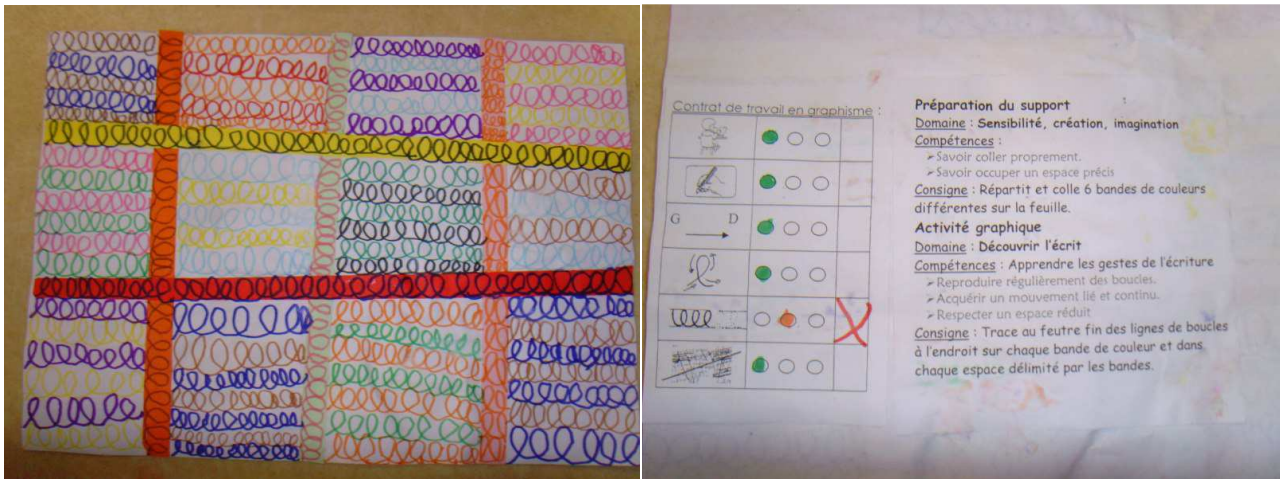 Contrat de travail en graphisme :
G D
Préparation du support
Domaine : Sensibilité, création, imagination
Compétences :
➢Savoir coller proprement.
➢Savoir occuper un espace précis
Consigne : Répartit et colle 6 bandes de couleurs
différentes sur la feuille.
Activité graphique
Domaine : Découvrir l'écrit
Compétences : Apprendre les gestes de l'écriture
➢Reproduire régulièrement des boucles.
➢Acquérir un mouvement lié et continu.
➢Respecter un espace réduit
Consigne : Trace au feutre fin des lignes de boucles
à l'endroit sur chaque bande de couleur et dans
chaque espace délimité par les bandes.